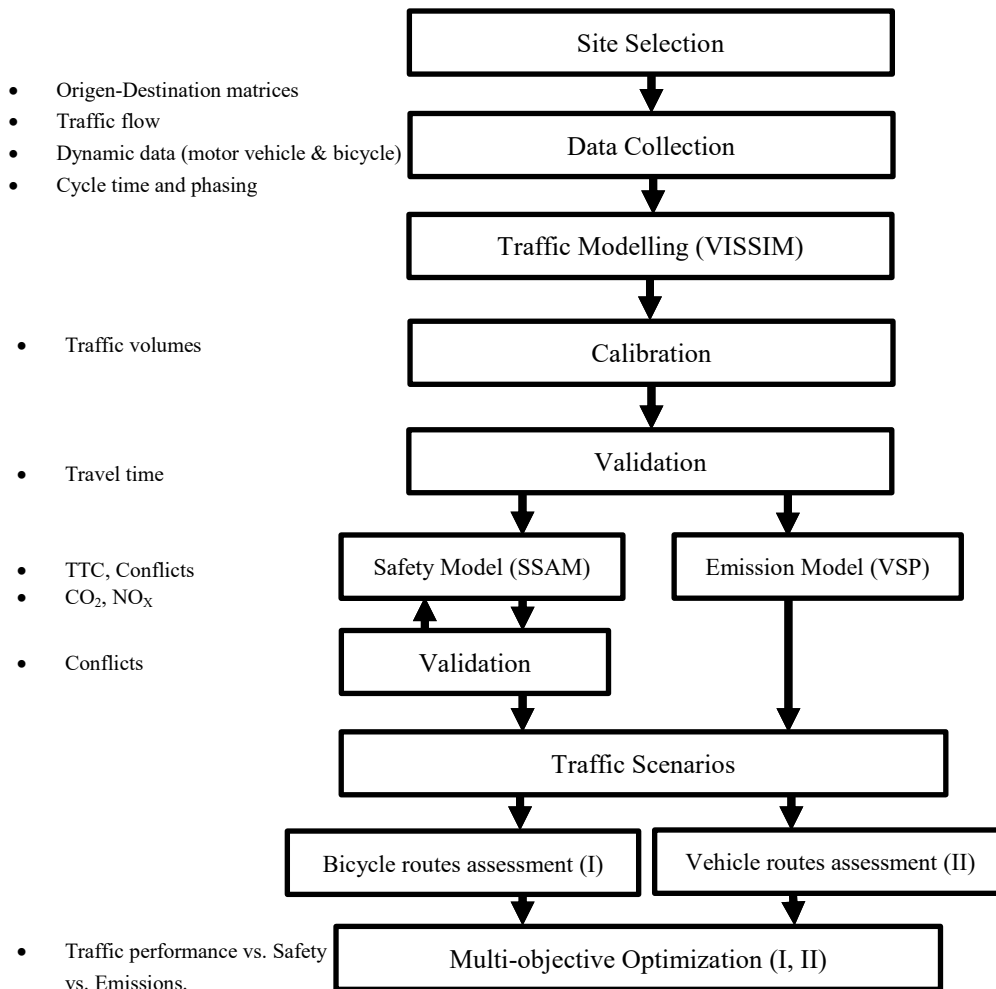 Site Selection
• Origen-Destination matrices
• Traffic flow
• Dynamic data (motor vehicle & bicycle)
• Cycle time and phasing
Data Collection
Traffic Modelling (VISSIM)
• Traffic volumes
Calibration
Validation
• Travel time
• TTC, Conflicts
• CO₂, NOₓ
Safety Model (SSAM)
Emission Model (VSP)
• Conflicts
Validation
Traffic Scenarios
Bicycle routes assessment (I)
Vehicle routes assessment (II)
• Traffic performance vs. Safety
vs. Emissions.
Multi-objective Optimization (I, II)